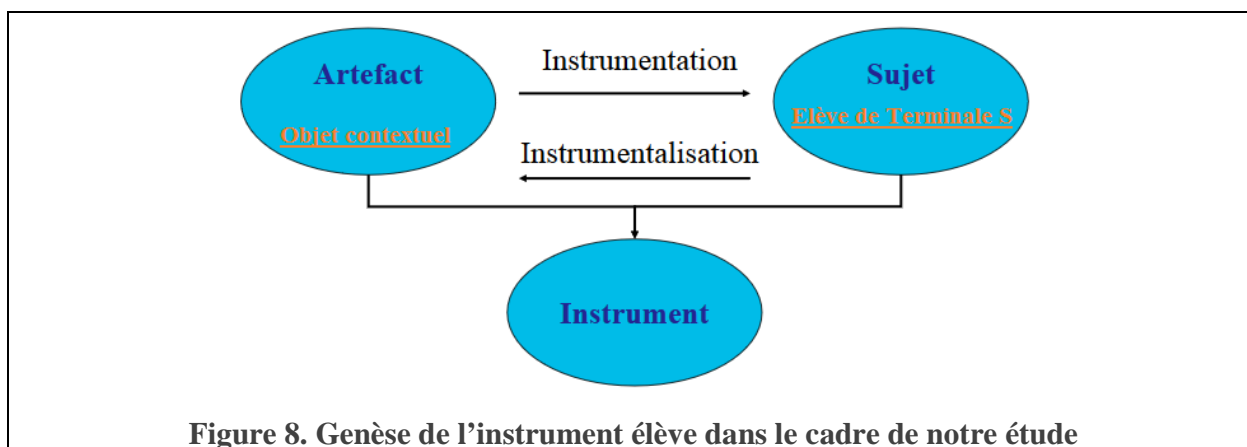 Artefact
Objet contextuel
Instrumentation
Instrumentalisation
Sujet
Elève de Terminale S
Instrument
Figure 8. Genèse de l’instrument élève dans le cadre de notre étude